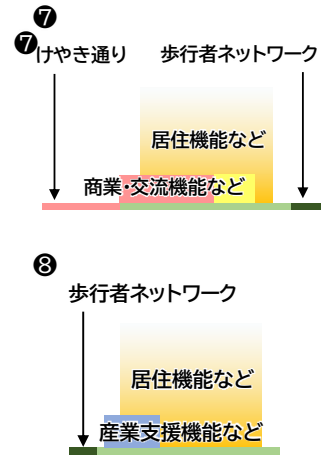 ❼
❼けやき通り 歩行者ネットワーク
居住機能など
商業・交流機能など
❽
歩行者ネットワーク
居住機能など
産業支援機能など